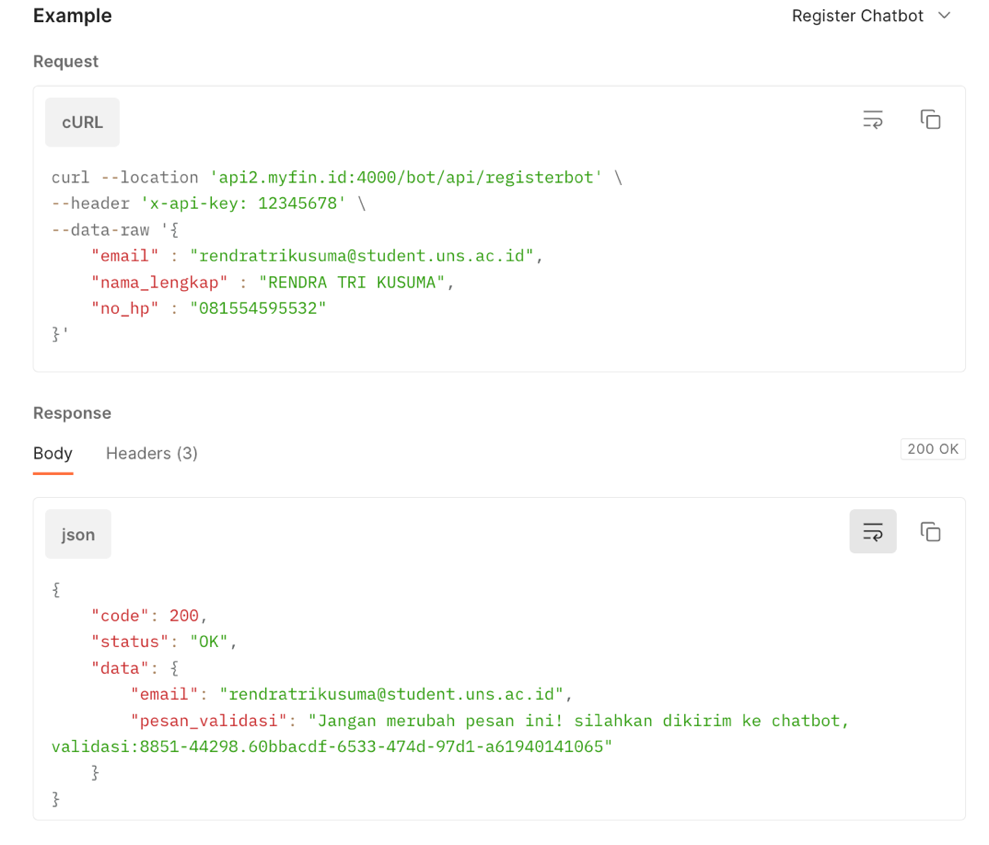 Example
Register Chatbot
Request
cURL
curl --location 'api2.myfin.id:4000/bot/api/registerbot' \
--header 'x-api-key: 12345678' \
--data-raw '{
    "email" : "rendratrikusuma@student.uns.ac.id",
    "nama_lengkap" : "RENDRA TRI KUSUMA",
    "no_hp" : "081554595532"
}'
Response
Body
Headers (3)
200 OK
json
{
    "code": 200,
    "status": "OK",
    "data": {
        "email": "rendratrikusuma@student.uns.ac.id",
        "pesan_validasi": "Jangan merubah pesan ini! silahkan dikirim ke chatbot,
validasi:8851-44298.60bbacdf-6533-474d-97d1-a61940141065"
    }
}